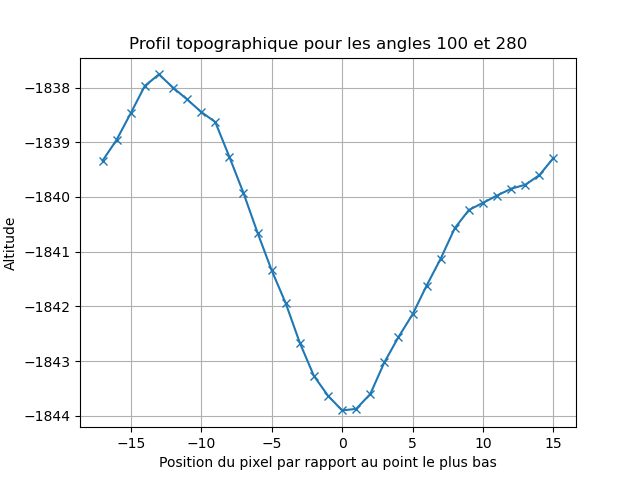 Profil topographique pour les angles 100 et 280
−1838
−1839
−1840
−1841
−1842
−1843
−1844
Altitude
−15 −10 −5 0 5 10 15
Position du pixel par rapport au point le plus bas